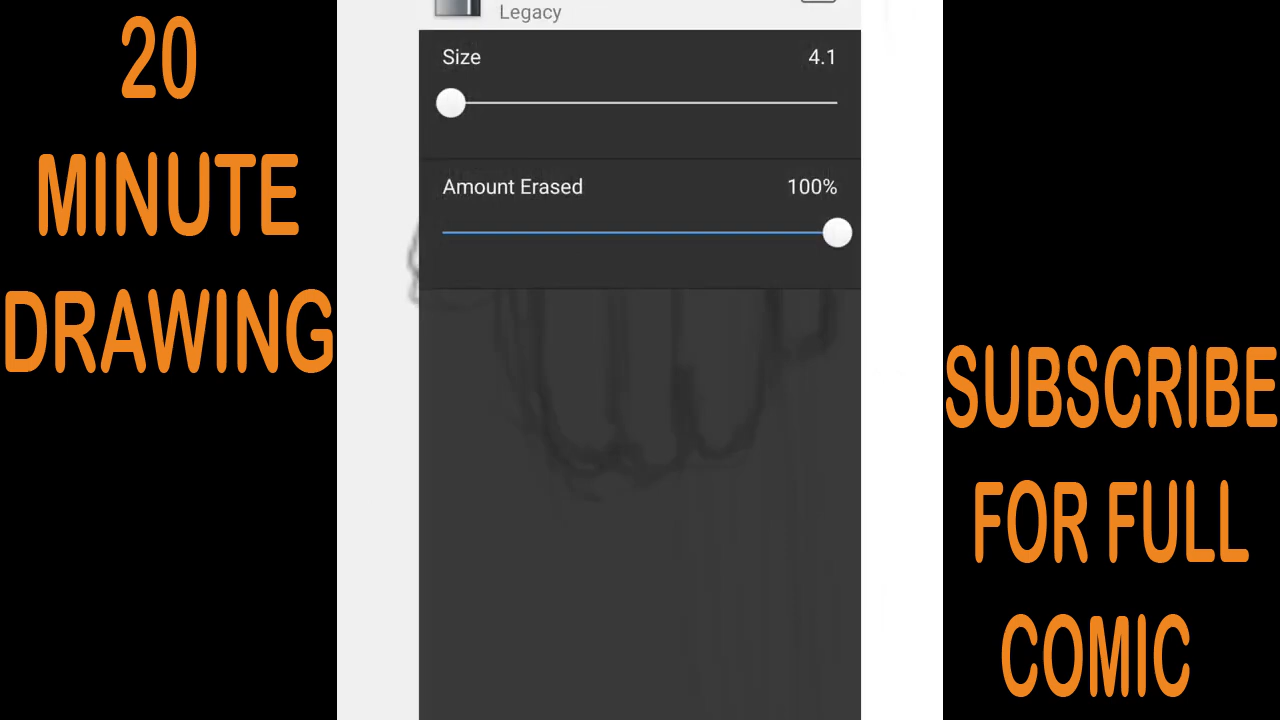 20
MINUTE
DRAWING
Legacy
Size 4.1
Amount Erased 100%
SUBSCRIBE
FOR FULL
COMIC